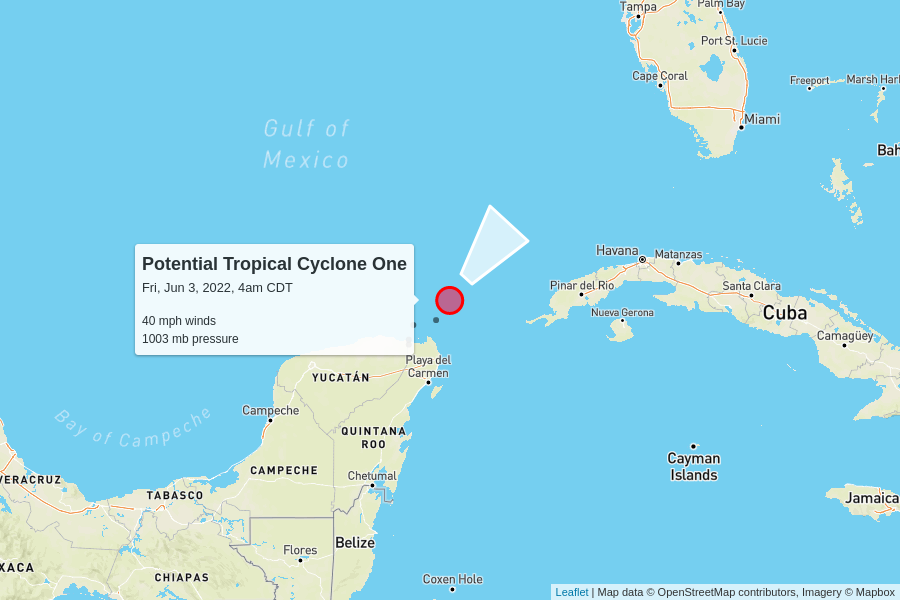 Tampa
Palm Bay
Port St. Lucie
Cape Coral
Freeport
Marsh Har
Miami
Gulf of
Mexico
Bah
Potential Tropical Cyclone One
Fri, Jun 3, 2022, 4am CDT
40 mph winds
1003 mb pressure
Havana
Matanzas
Pinar del Rio
Santa Clara
Nueva Gerona
Cuba
Camagüey
Playa del
Carmen
YUCATÁN
Campeche
Bay of Campeche
QUINTANA
ROO
CAMPECHE
Chetumal
Cayman
Islands
VERACRUZ
TABASCO
Jamaica
Belize
Flores
XACA
CHIAPAS
Coxen Hole
Leaflet | Map data © OpenStreetMap contributors, Imagery © Mapbox